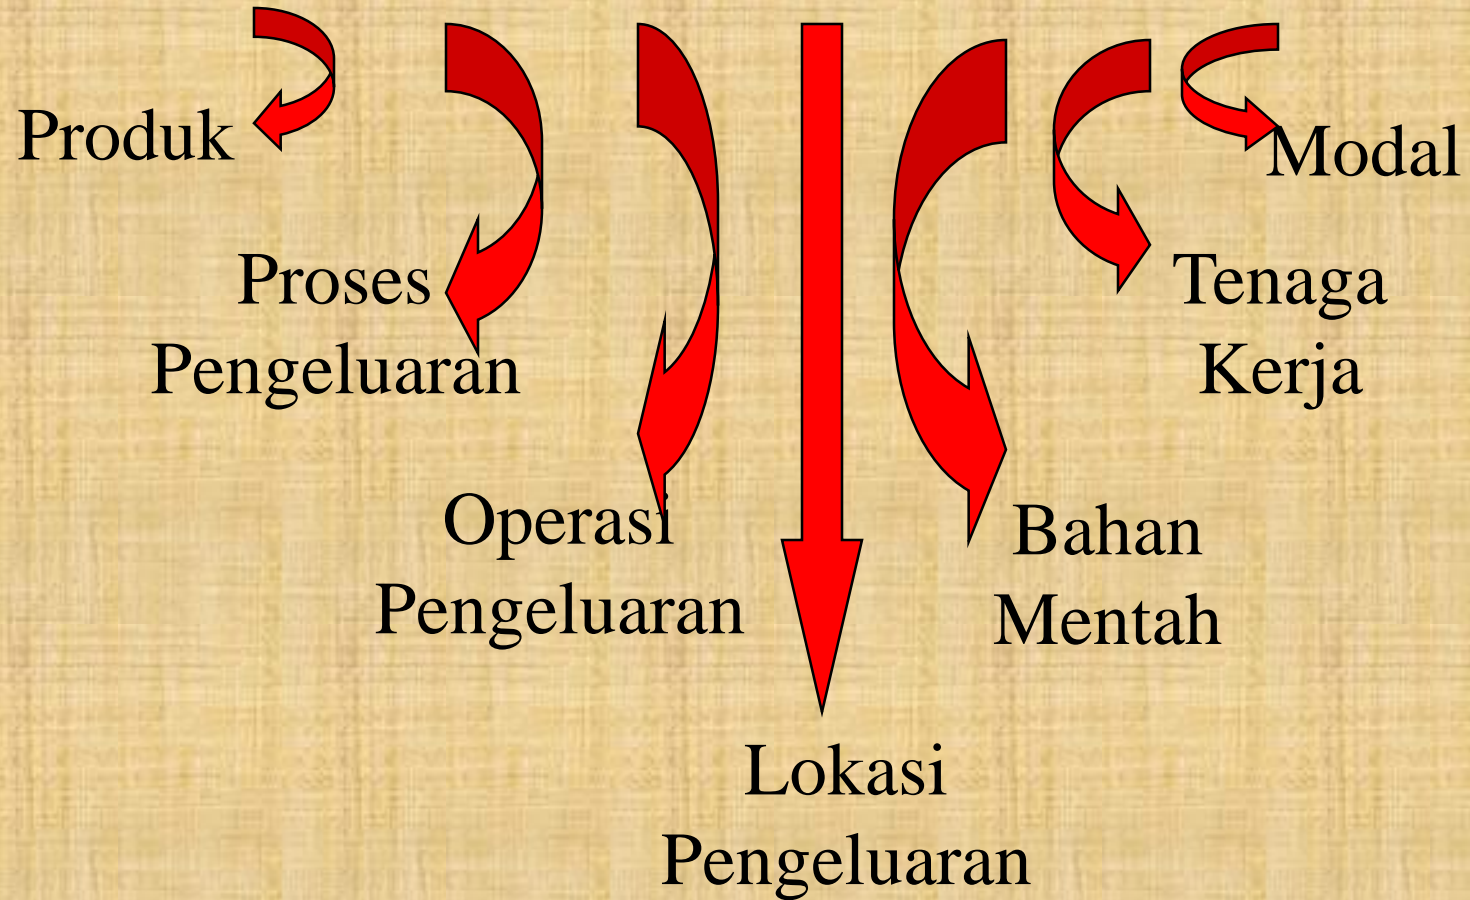 Produk
Modal
Proses
Pengeluaran
Tenaga
Kerja
Operasi
Pengeluaran
Bahan
Mentah
Lokasi
Pengeluaran